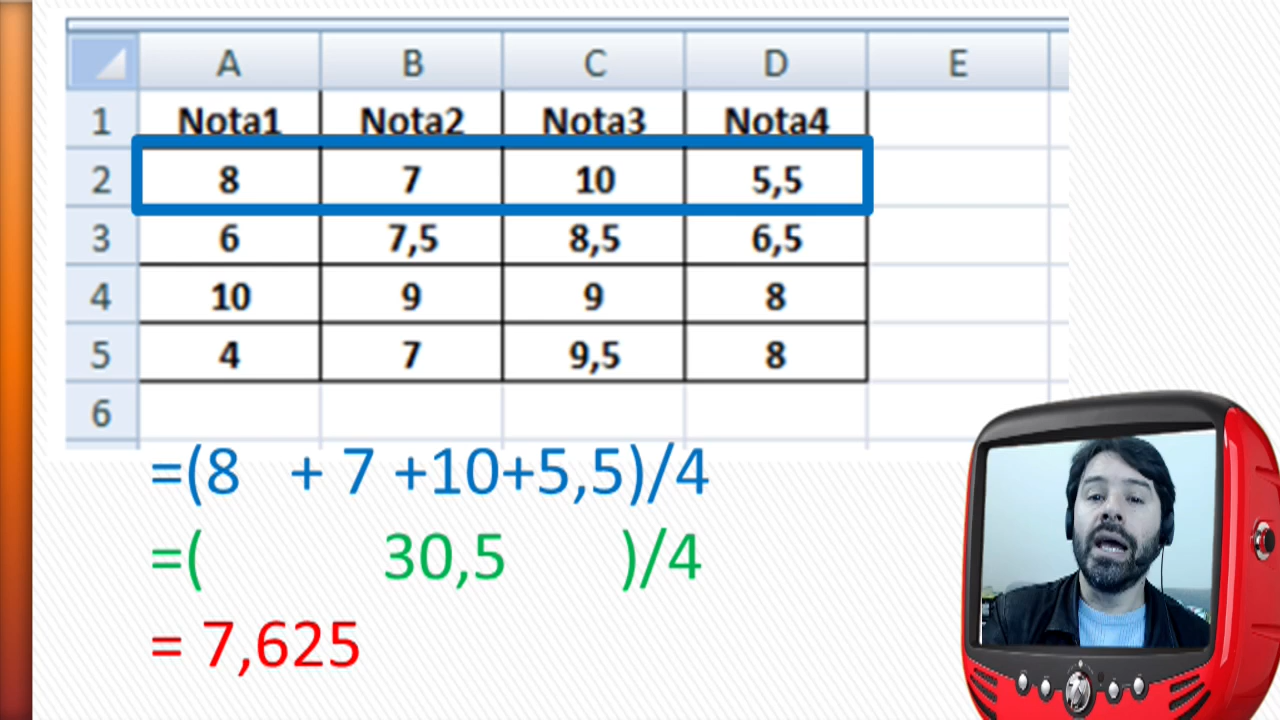 A B C D E
1 Nota1 Nota2 Nota3 Nota4
2 8 7 10 5,5
3 6 7,5 8,5 6,5
4 10 9 9 8
5 4 7 9,5 8
6
=(8 + 7 +10+5,5)/4
=( 30,5 )/4
= 7,625